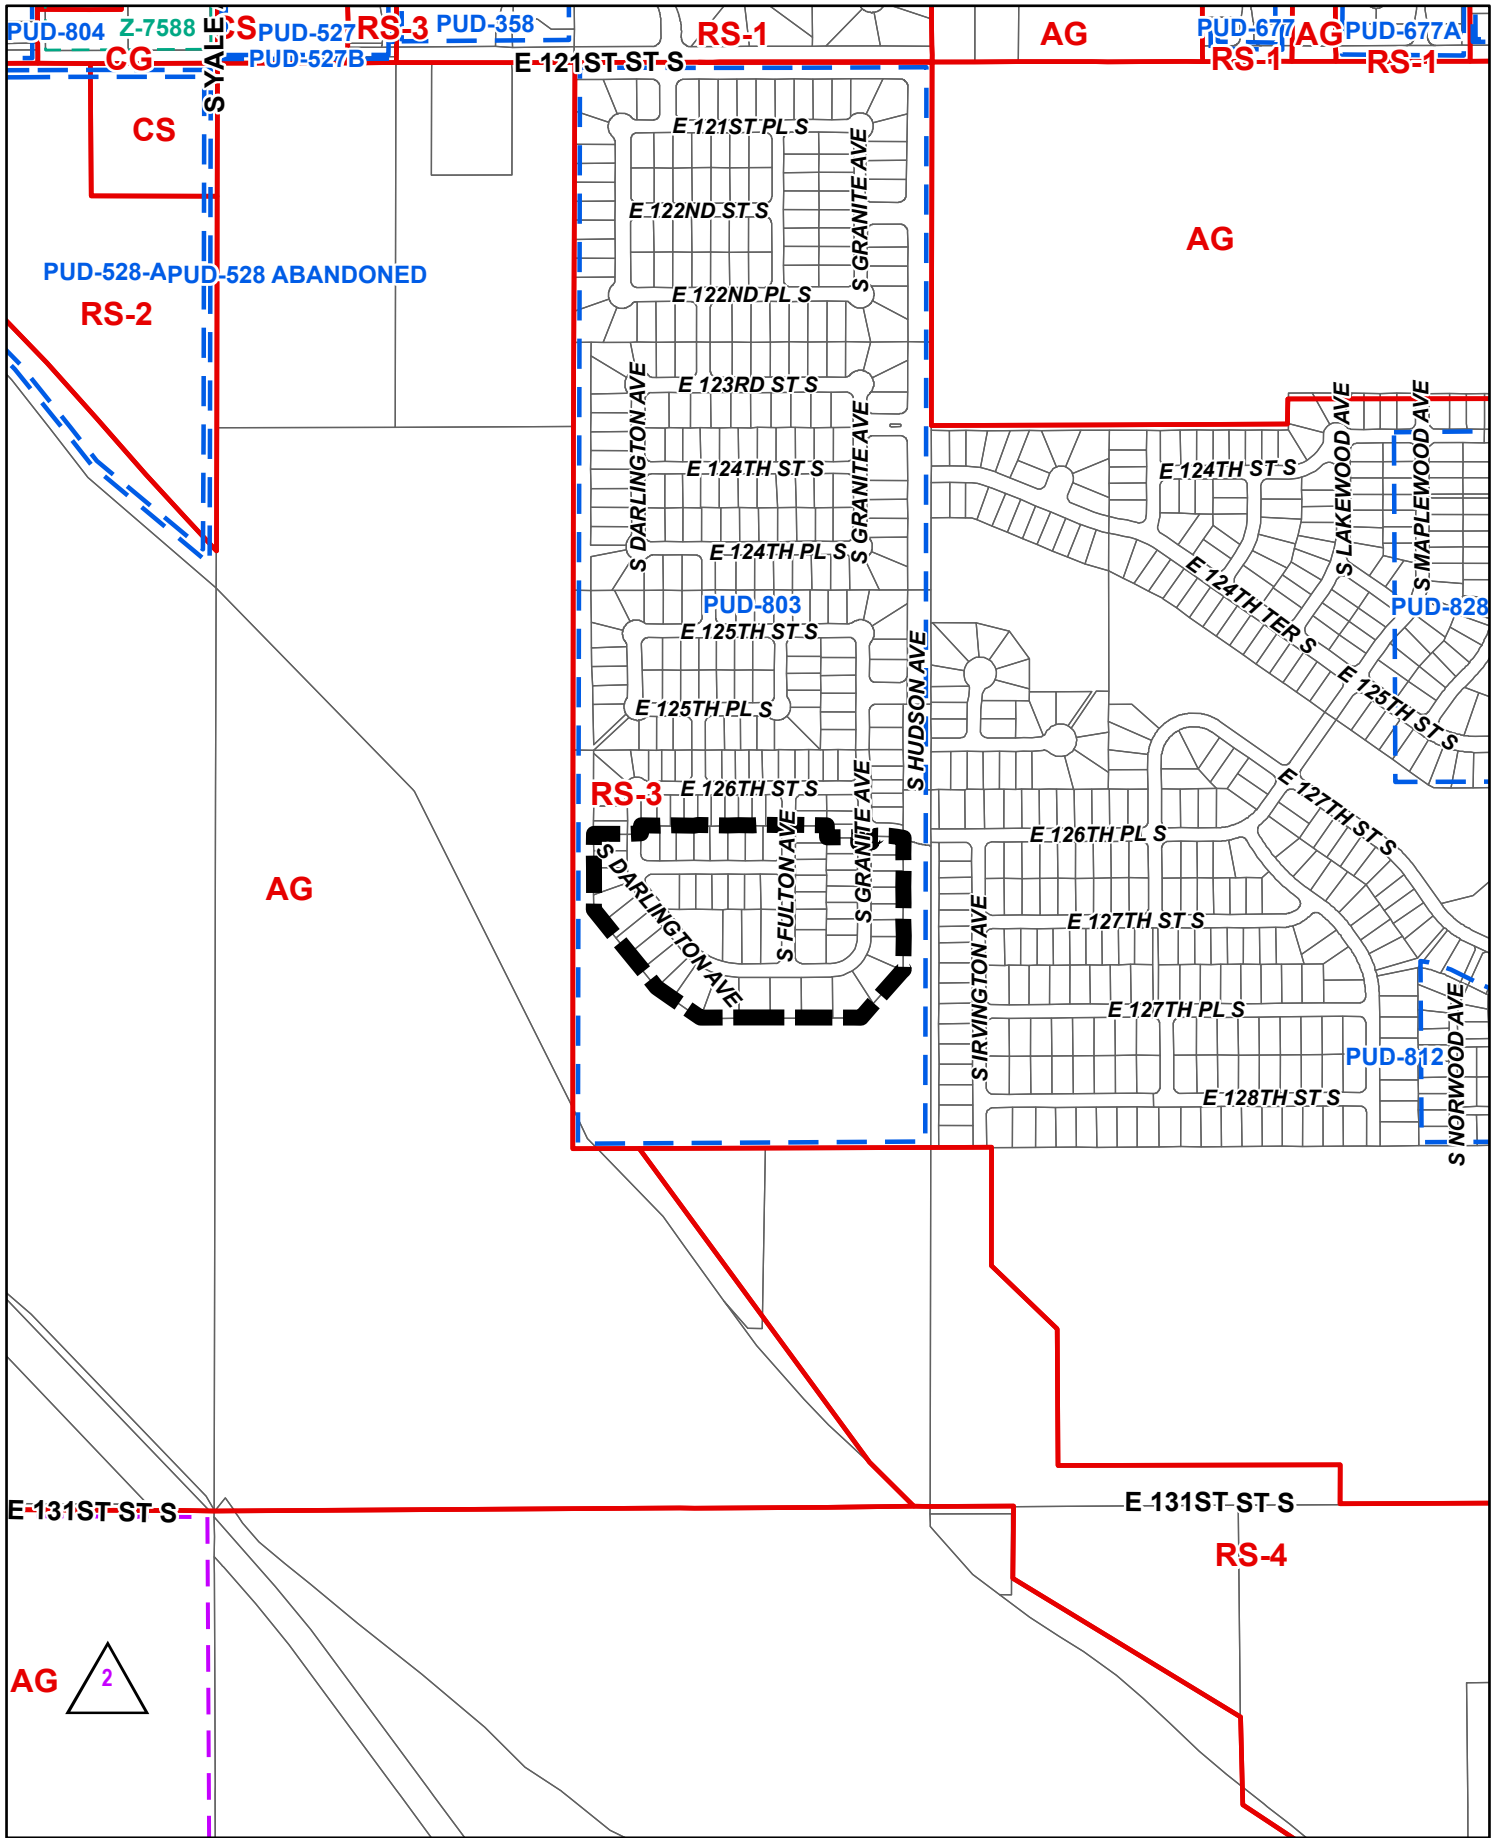 PUD-804
Z-7588
CS
PUD-527
RS-3
PUD-358
RS-1
AG
PUD-677
AG
PUD-677A
CG
PUD-527B
RS-1
RS-1
S YALE
E 121ST ST S
CS
E 121ST PL S
S GRANITE AVE
E 122ND ST S
AG
PUD-528-A
PUD-528 ABANDONED
E 122ND PL S
RS-2
E 123RD ST S
S DARLINGTON AVE
S GRANITE AVE
S LAKEWOOD AVE
S MAPLEWOOD AVE
E 124TH ST S
E 124TH ST S
E 124TH PL S
E 124TH TER S
PUD-803
PUD-828
E 125TH ST S
S HUDSON AVE
E 125TH ST S
E 125TH PL S
E 126TH ST S
RS-3
E 127TH ST S
S FULTON AVE
S GRANITE AVE
E 126TH PL S
AG
S DARLINGTON AVE
E 127TH ST S
S IRVINGTON AVE
E 127TH PL S
PUD-812
S NORWOOD AVE
E 128TH ST S
E 131ST ST S
E 131ST ST S
RS-4
AG
2